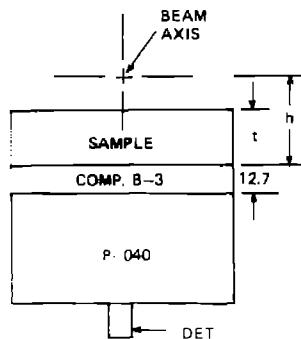 BEAM
AXIS
h
t
SAMPLE
COMP. B-3
12.7
P-040
DET